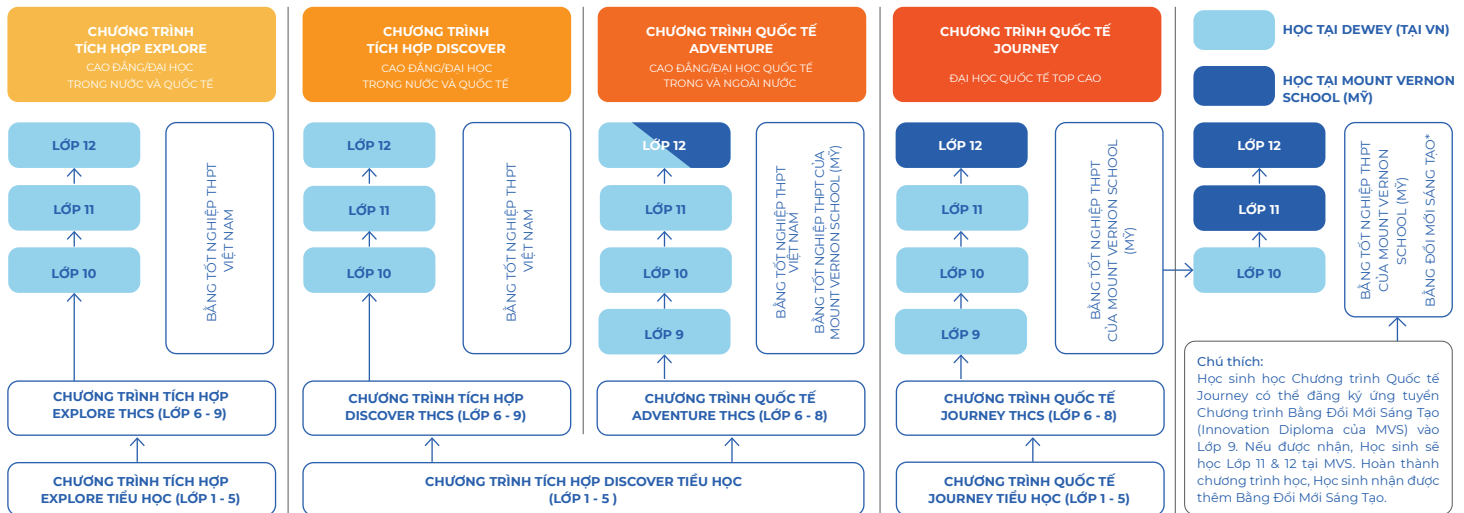 CHƯƠNG TRÌNH
TÍCH HỢP EXPLORE
CAO ĐẲNG/ĐẠI HỌC
TRONG NƯỚC VÀ QUỐC TẾ
LỚP 12
LỚP 11
LỚP 10
BẰNG TỐT NGHIỆP THPT
VIỆT NAM
CHƯƠNG TRÌNH TÍCH HỢP
EXPLORE THCS (LỚP 6 - 9)
CHƯƠNG TRÌNH TÍCH HỢP
EXPLORE TIỂU HỌC (LỚP 1 - 5)
CHƯƠNG TRÌNH
TÍCH HỢP DISCOVER
CAO ĐẲNG/ĐẠI HỌC
TRONG NƯỚC VÀ QUỐC TẾ
LỚP 12
LỚP 11
LỚP 10
BẰNG TỐT NGHIỆP THPT
VIỆT NAM
CHƯƠNG TRÌNH TÍCH HỢP
DISCOVER THCS (LỚP 6 - 9)
CHƯƠNG TRÌNH TÍCH HỢP DISCOVER TIỂU HỌC
(LỚP 1 - 5 )
CHƯƠNG TRÌNH QUỐC TẾ
ADVENTURE
CAO ĐẲNG/ĐẠI HỌC QUỐC TẾ
TRONG VÀ NGOÀI NƯỚC
LỚP 12
LỚP 11
LỚP 10
LỚP 9
BẰNG TỐT NGHIỆP THPT
VIỆT NAM
BẰNG TỐT NGHIỆP THPT CỦA
MOUNT VERNON SCHOOL (MỸ)
CHƯƠNG TRÌNH QUỐC TẾ
ADVENTURE THCS (LỚP 6 - 8)
CHƯƠNG TRÌNH QUỐC TẾ
JOURNEY
ĐẠI HỌC QUỐC TẾ TOP CAO
LỚP 12
LỚP 11
LỚP 10
LỚP 9
BẰNG TỐT NGHIỆP THPT
CỦA MOUNT VERNON SCHOOL
(MỸ)
CHƯƠNG TRÌNH QUỐC TẾ
JOURNEY THCS (LỚP 6 - 8)
CHƯƠNG TRÌNH QUỐC TẾ
JOURNEY TIỂU HỌC (LỚP 1 - 5)
HỌC TẠI DEWEY (TẠI VN)
HỌC TẠI MOUNT VERNON
SCHOOL (MỸ)
LỚP 12
LỚP 11
LỚP 10
BẰNG TỐT NGHIỆP THPT
CỦA MOUNT VERNON
SCHOOL (MỸ)
BẰNG ĐỔI MỚI SÁNG TẠO*
Chú thích:
Học sinh học Chương trình Quốc tế
Journey có thể đăng ký ứng tuyển
Chương trình Bằng Đổi Mới Sáng Tạo
(Innovation Diploma của MVS) vào
Lớp 9. Nếu được nhận, Học sinh sẽ
học Lớp 11 & 12 tại MVS. Hoàn thành
chương trình học, Học sinh nhận được
thêm Bằng Đổi Mới Sáng Tạo.